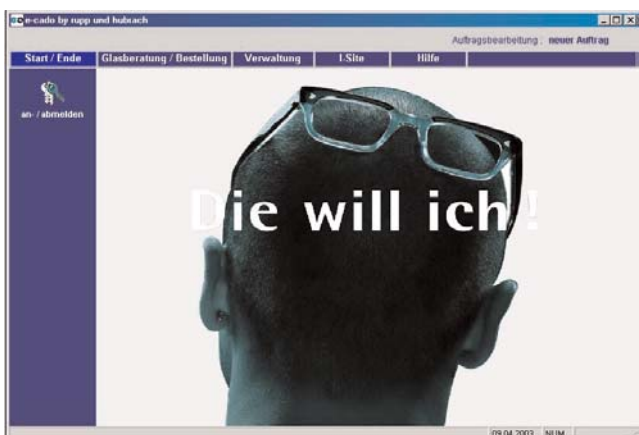 e-cado by rupp und hubrach
Auftragsbearbeitung : neuer Auftrag
Start / Ende Glasberatung / Bestellung Verwaltung I-Site Hilfe
an- / abmelden
Die will ich !
09.04.2003 NUM